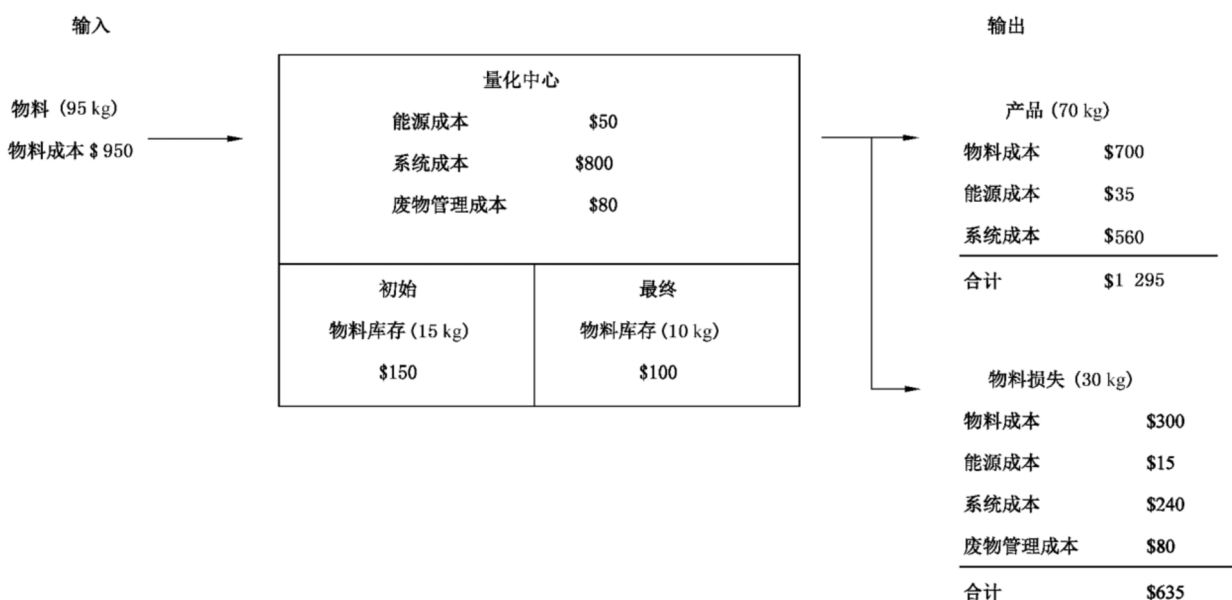 输入
物料 (95 kg)
物料成本 $ 950
量化中心
能源成本 $50
系统成本 $800
废物管理成本 $80
初始
物料库存 (15 kg)
$150
最终
物料库存 (10 kg)
$100
输出
产品 (70 kg)
物料成本 $700
能源成本 $35
系统成本 $560
合计 $1 295
物料损失 (30 kg)
物料成本 $300
能源成本 $15
系统成本 $240
废物管理成本 $80
合计 $635